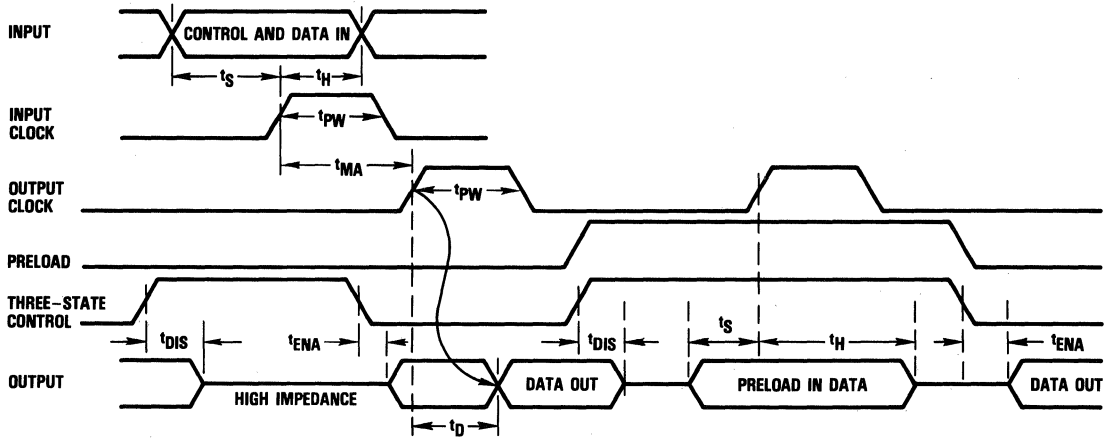 INPUT
CONTROL AND DATA IN
tS
tH
INPUT
CLOCK
tPW
tMA
OUTPUT
CLOCK
tPW
PRELOAD
THREE–STATE
CONTROL
tDIS
tENA
tDIS
tS
tH
tENA
OUTPUT
HIGH IMPEDANCE
DATA OUT
PRELOAD IN DATA
DATA OUT
tD